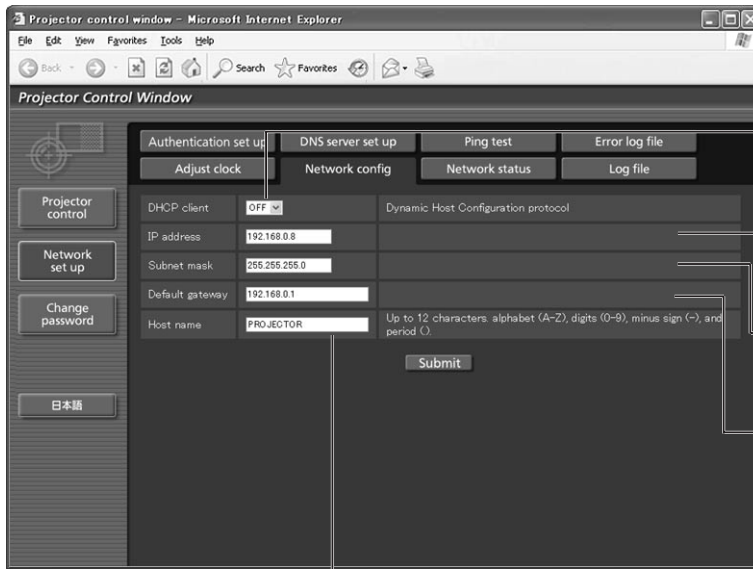 Projector control window - Microsoft Internet Explorer
File Edit View Favorites Tools Help
Back Search Favorites
Projector Control Window
Authentication set up DNS server set up Ping test Error log file
Adjust clock Network config Network status Log file
Projector control
Network set up
Change password
日本語
DHCP client OFF Dynamic Host Configuration protocol
IP address 192.168.0.8
Subnet mask 255.255.255.0
Default gateway 192.168.0.1
Host name PROJECTOR Up to 12 characters. alphabet (A-Z), digits (0-9), minus sign (-), and period (.).
Submit